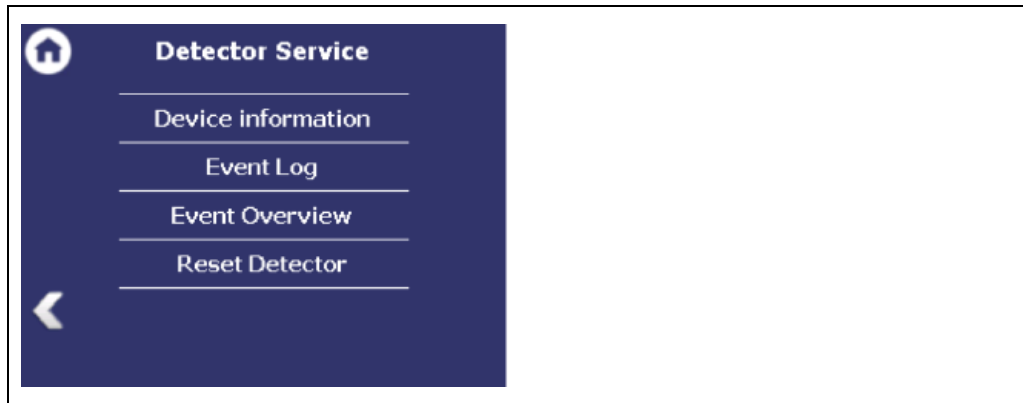 Detector Service
Device information
Event Log
Event Overview
Reset Detector